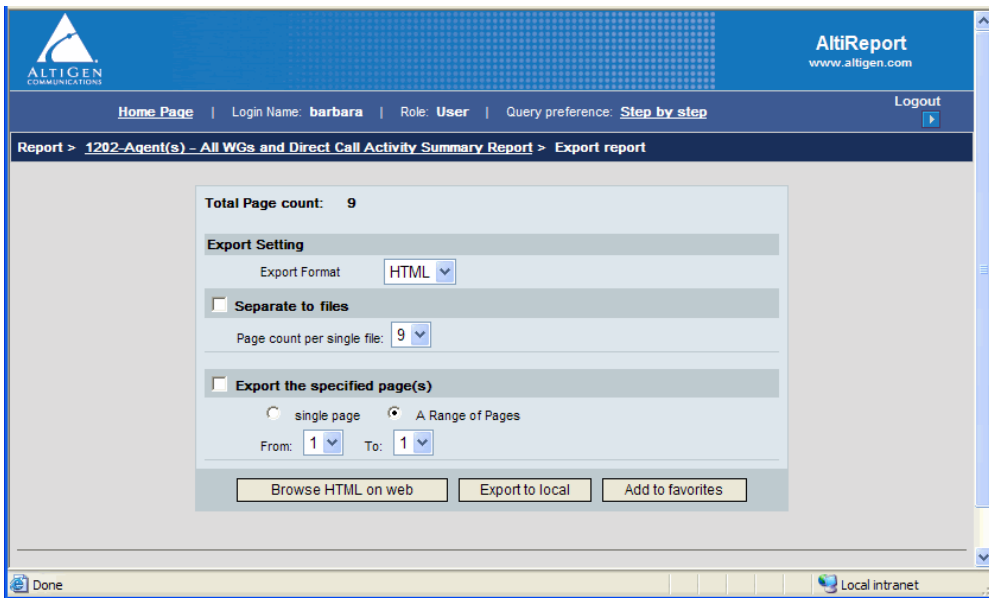 ALTIGEN
COMMUNICATIONS
AltiReport
www.altigen.com
Home Page | Login Name: barbara | Role: User | Query preference: Step by step
Logout
Report > 1202-Agent(s) - All WGs and Direct Call Activity Summary Report > Export report
Total Page count: 9
Export Setting
Export Format HTML
Separate to files
Page count per single file: 9
Export the specified page(s)
single page A Range of Pages
From: 1 To: 1
Browse HTML on web Export to local Add to favorites
Done Local intranet